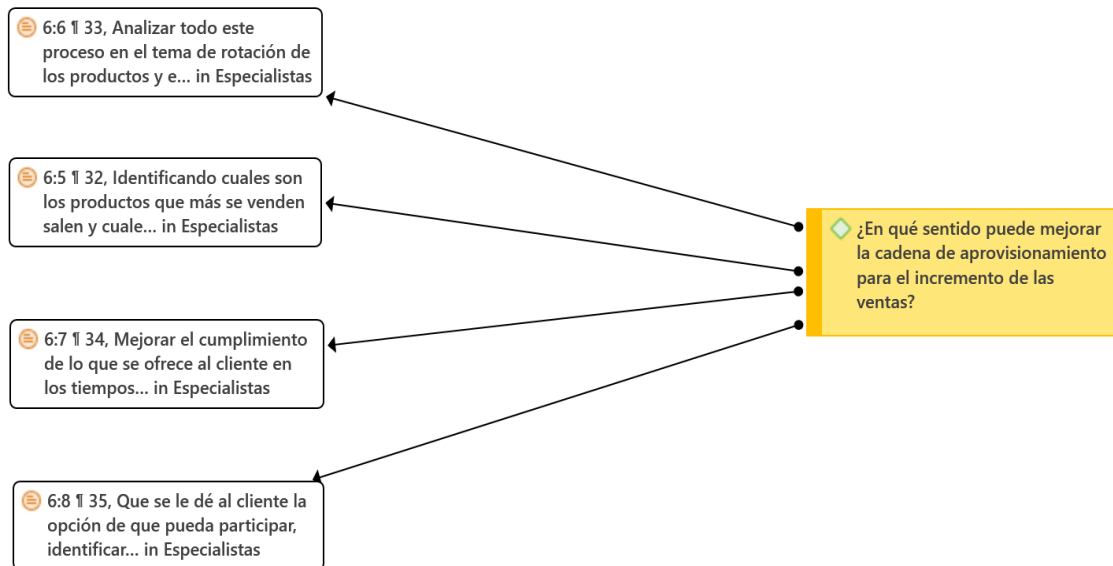 6:6 ¶ 33, Analizar todo este
proceso en el tema de rotación de
los productos y e... in Especialistas
6:5 ¶ 32, Identificando cuales son
los productos que más se venden
salen y cuale... in Especialistas
6:7 ¶ 34, Mejorar el cumplimiento
de lo que se ofrece al cliente en
los tiempos... in Especialistas
6:8 ¶ 35, Que se le dé al cliente la
opción de que pueda participar,
identificar... in Especialistas
¿En qué sentido puede mejorar
la cadena de aprovisionamiento
para el incremento de las
ventas?